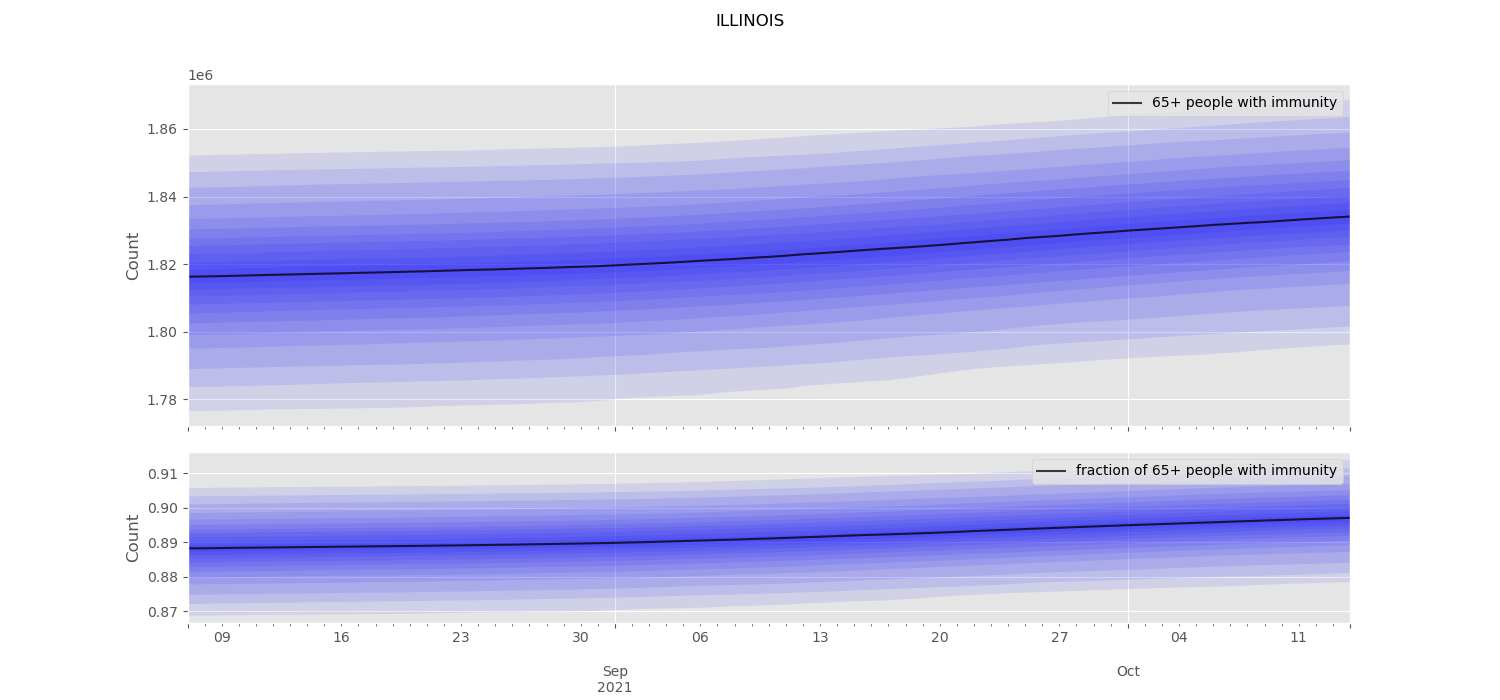 ILLINOIS
1e6
65+ people with immunity
1.86
1.84
1.82
1.80
1.78
Count
fraction of 65+ people with immunity
0.91
0.90
0.89
0.88
0.87
Count
09 16 23 30 06 13 20 27 04 11
Sep Oct
2021